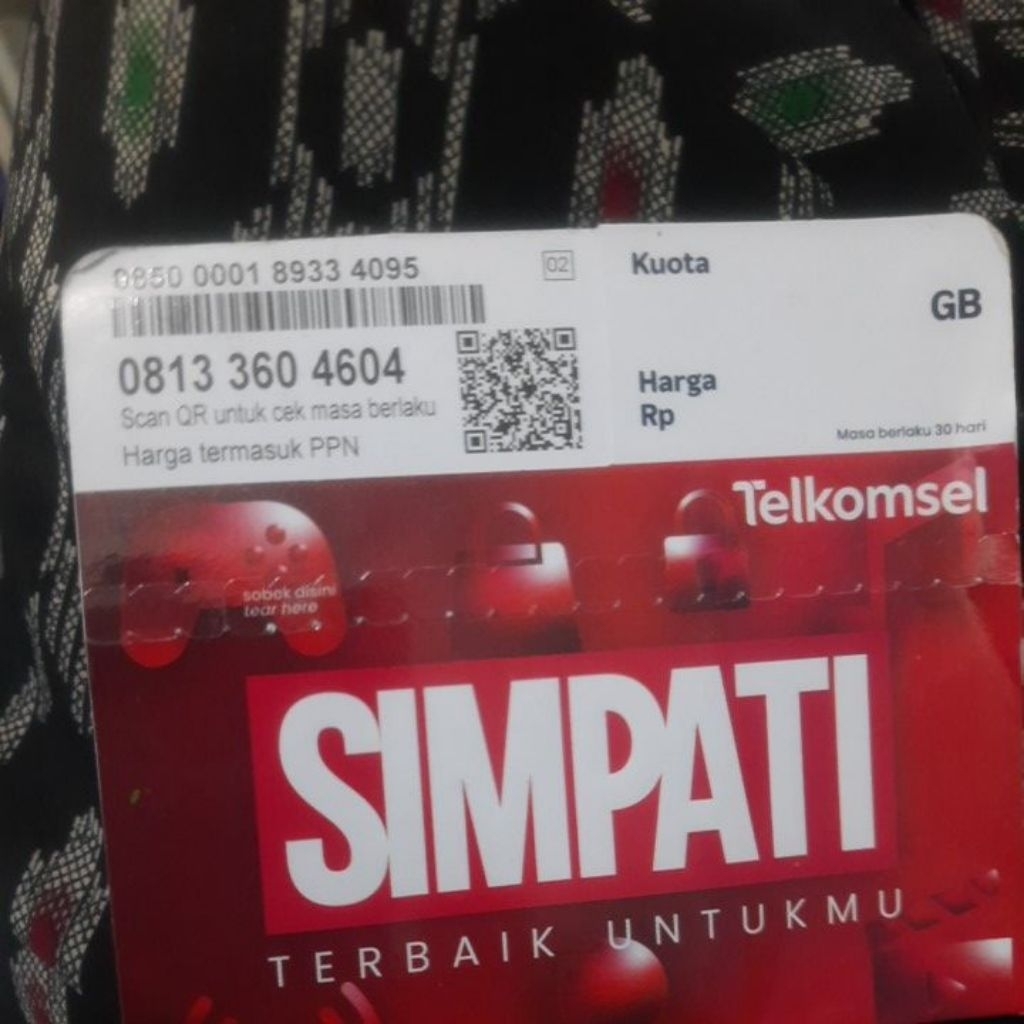 0850 0001 8933 4095
02
0813 360 4604
Scan QR untuk cek masa berlaku
Harga termasuk PPN
Kuota
GB
Harga
Rp
Masa berlaku 30 hari
Telkomsel
sobek disini
tear here
SIMPATI
TERBAIK UNTUKMU